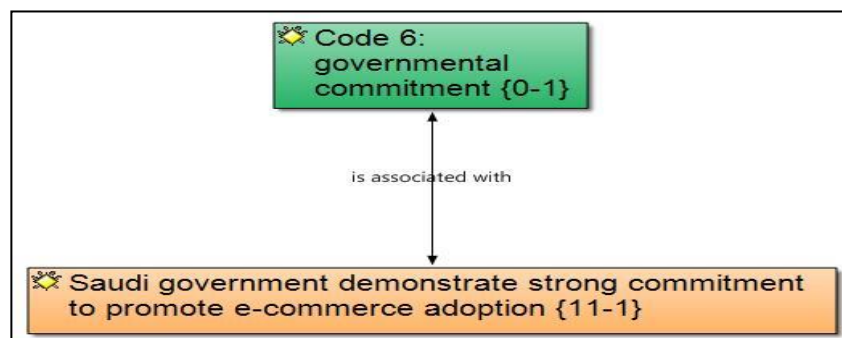 Code 6:
governmental
commitment {0-1}
is associated with
Saudi government demonstrate strong commitment
to promote e-commerce adoption {11-1}